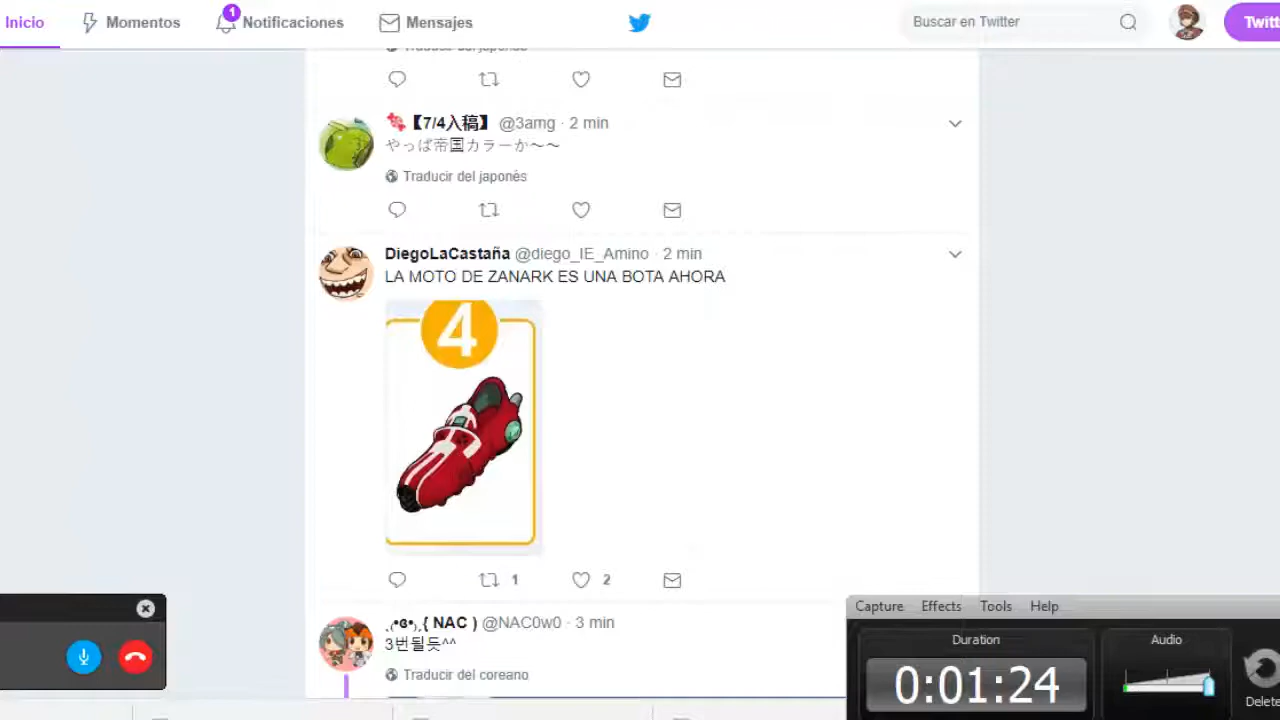 Inicio
Momentos
1
Notificaciones
Mensajes
Buscar en Twitter
Twitt
Traducir del japonés
【7/4入稿】 @3amg · 2 min
やっぱ帝国カラーか～～
Traducir del japonés
DiegoLaCastaña @diego_IE_Amino · 2 min
LA MOTO DE ZANARK ES UNA BOTA AHORA
4
1
2
{ NAC ) @NAC0w0 · 3 min
3번될듯^^
Traducir del coreano
Capture
Effects
Tools
Help
Duration
Audio
0:01:24
Delete